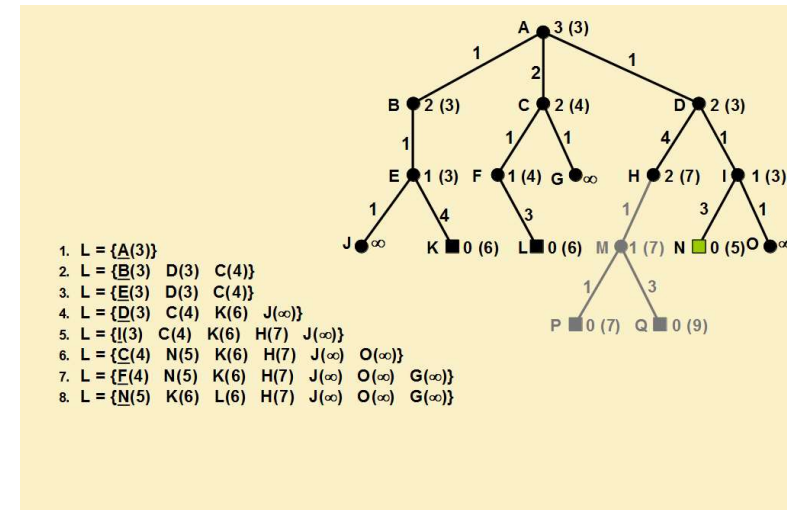 A 3 (3)
1 2 1
B 2 (3) C 2 (4) D 2 (3)
1 1 1 4 1
E 1 (3) F 1 (4) G ∞ H 2 (7) I 1 (3)
1 4 3 1 3 1
J ∞ K 0 (6) L 0 (6) M 1 (7) N 0 (5) O ∞
1 3
P 0 (7) Q 0 (9)
1. L = {A(3)}
2. L = {B(3) D(3) C(4)}
3. L = {E(3) D(3) C(4)}
4. L = {D(3) C(4) K(6) J(∞)}
5. L = {I(3) C(4) K(6) H(7) J(∞)}
6. L = {C(4) N(5) K(6) H(7) J(∞) O(∞)}
7. L = {F(4) N(5) K(6) H(7) J(∞) O(∞) G(∞)}
8. L = {N(5) K(6) L(6) H(7) J(∞) O(∞) G(∞)}